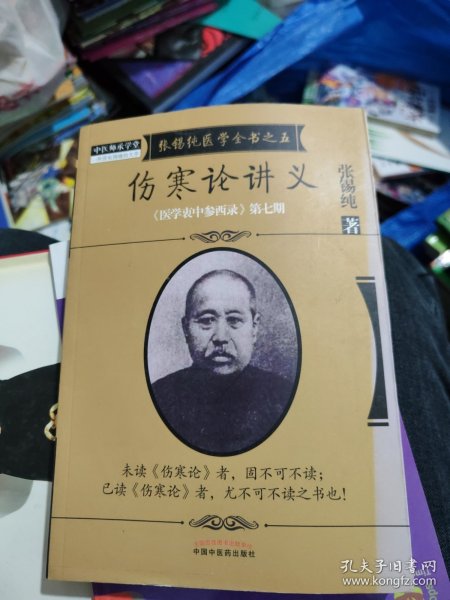 中医师承学堂
张锡纯医学全书之五
伤寒论讲义
《医学衷中参西录》第七期
张锡纯
著
未读《伤寒论》者，固不可不读；
已读《伤寒论》者，尤不可不读之书也！
中国中医药出版社
孔夫子旧书网
www.kongfz.com